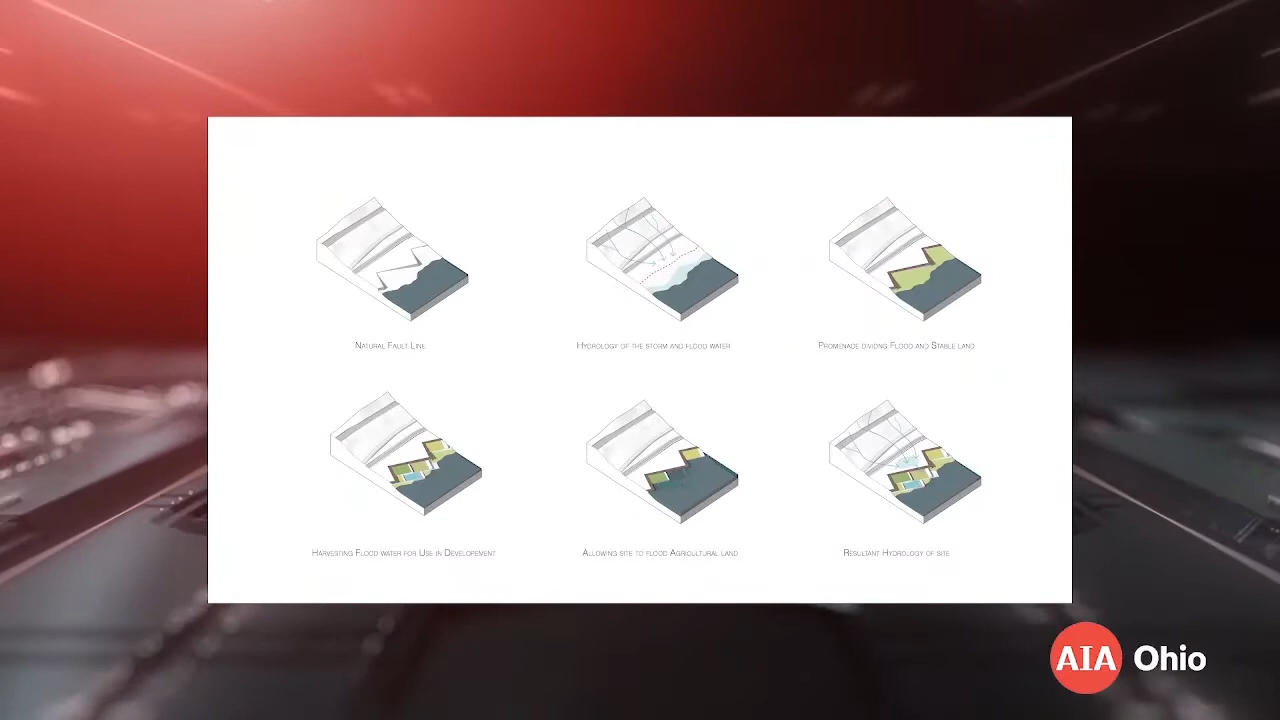 Natural Fault Line
Hydrology of the storm and flood water
Promenade dividng Flood and Stable land
Harvesting Flood water for Use in Developement
Allowing site to flood Agricultural land
Resultant Hydrology of site
AIA Ohio